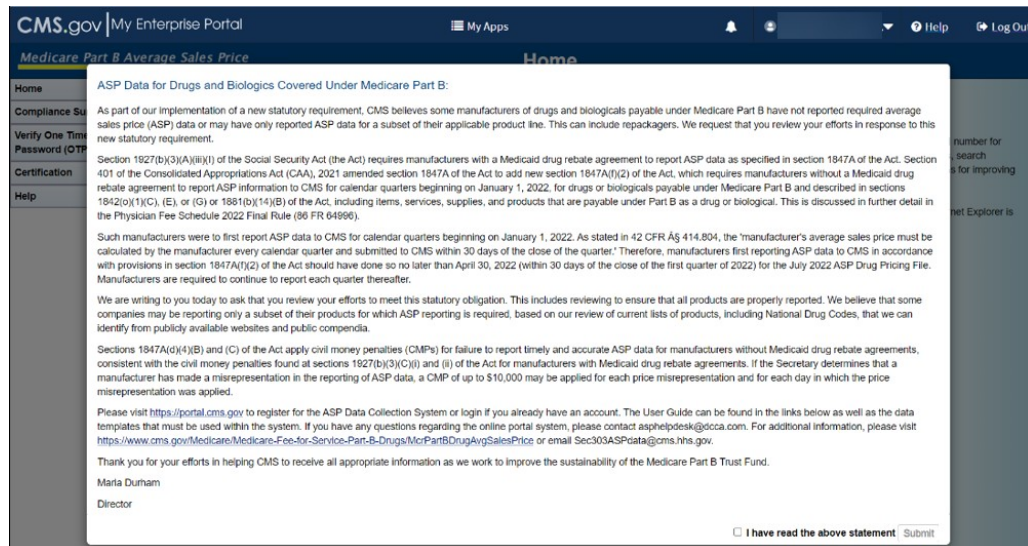 CMS.gov My Enterprise Portal
My Apps
Help
Log Out
Medicare Part B Average Sales Price
Home
Home
Compliance Su
Verify One Time
Password (OTP
Certification
Help
number for
, search
s for improving
net Explorer is
ASP Data for Drugs and Biologics Covered Under Medicare Part B:
As part of our implementation of a new statutory requirement, CMS believes some manufacturers of drugs and biologicals payable under Medicare Part B have not reported required average
sales price (ASP) data or may have only reported ASP data for a subset of their applicable product line. This can include repackagers. We request that you review your efforts in response to this
new statutory requirement.
Section 1927(b)(3)(A)(iii)(I) of the Social Security Act (the Act) requires manufacturers with a Medicaid drug rebate agreement to report ASP data as specified in section 1847A of the Act. Section
401 of the Consolidated Appropriations Act (CAA), 2021 amended section 1847A of the Act to add new section 1847A(f)(2) of the Act, which requires manufacturers without a Medicaid drug
rebate agreement to report ASP information to CMS for calendar quarters beginning on January 1, 2022, for drugs or biologicals payable under Medicare Part B and described in sections
1842(o)(1)(C), (E), or (G) or 1881(b)(14)(B) of the Act, including items, services, supplies, and products that are payable under Part B as a drug or biological. This is discussed in further detail in
the Physician Fee Schedule 2022 Final Rule (86 FR 64996).
Such manufacturers were to first report ASP data to CMS for calendar quarters beginning on January 1, 2022. As stated in 42 CFR Â§ 414.804, the 'manufacturer's average sales price must be
calculated by the manufacturer every calendar quarter and submitted to CMS within 30 days of the close of the quarter.' Therefore, manufacturers first reporting ASP data to CMS in accordance
with provisions in section 1847A(f)(2) of the Act should have done so no later than April 30, 2022 (within 30 days of the close of the first quarter of 2022) for the July 2022 ASP Drug Pricing File.
Manufacturers are required to continue to report each quarter thereafter.
We are writing to you today to ask that you review your efforts to meet this statutory obligation. This includes reviewing to ensure that all products are properly reported. We believe that some
companies may be reporting only a subset of their products for which ASP reporting is required, based on our review of current lists of products, including National Drug Codes, that we can
identify from publicly available websites and public compendia.
Sections 1847A(d)(4)(B) and (C) of the Act apply civil money penalties (CMPs) for failure to report timely and accurate ASP data for manufacturers without Medicaid drug rebate agreements,
consistent with the civil money penalties found at sections 1927(b)(3)(C)(i) and (ii) of the Act for manufacturers with Medicaid drug rebate agreements. If the Secretary determines that a
manufacturer has made a misrepresentation in the reporting of ASP data, a CMP of up to $10,000 may be applied for each price misrepresentation and for each day in which the price
misrepresentation was applied.
Please visit https://portal.cms.gov to register for the ASP Data Collection System or login if you already have an account. The User Guide can be found in the links below as well as the data
templates that must be used within the system. If you have any questions regarding the online portal system, please contact asphelpdesk@dcca.com. For additional information, please visit
https://www.cms.gov/Medicare/Medicare-Fee-for-Service-Part-B-Drugs/McrPartBDrugAvgSalesPrice or email Sec303ASPdata@cms.hhs.gov.
Thank you for your efforts in helping CMS to receive all appropriate information as we work to improve the sustainability of the Medicare Part B Trust Fund.
Maria Durham
Director
I have read the above statement Submit